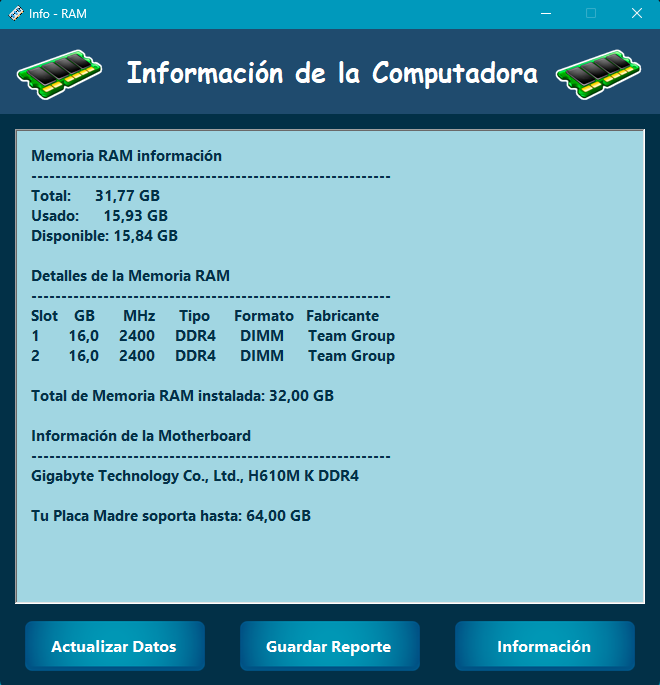 Info - RAM
Información de la Computadora
Memoria RAM información
------------------------------------------------------------
Total: 31,77 GB
Usado: 15,93 GB
Disponible: 15,84 GB
Detalles de la Memoria RAM
------------------------------------------------------------
Slot GB MHz Tipo Formato Fabricante
1 16,0 2400 DDR4 DIMM Team Group
2 16,0 2400 DDR4 DIMM Team Group
Total de Memoria RAM instalada: 32,00 GB
Información de la Motherboard
------------------------------------------------------------
Gigabyte Technology Co., Ltd., H610M K DDR4
Tu Placa Madre soporta hasta: 64,00 GB
Actualizar Datos Guardar Reporte Información